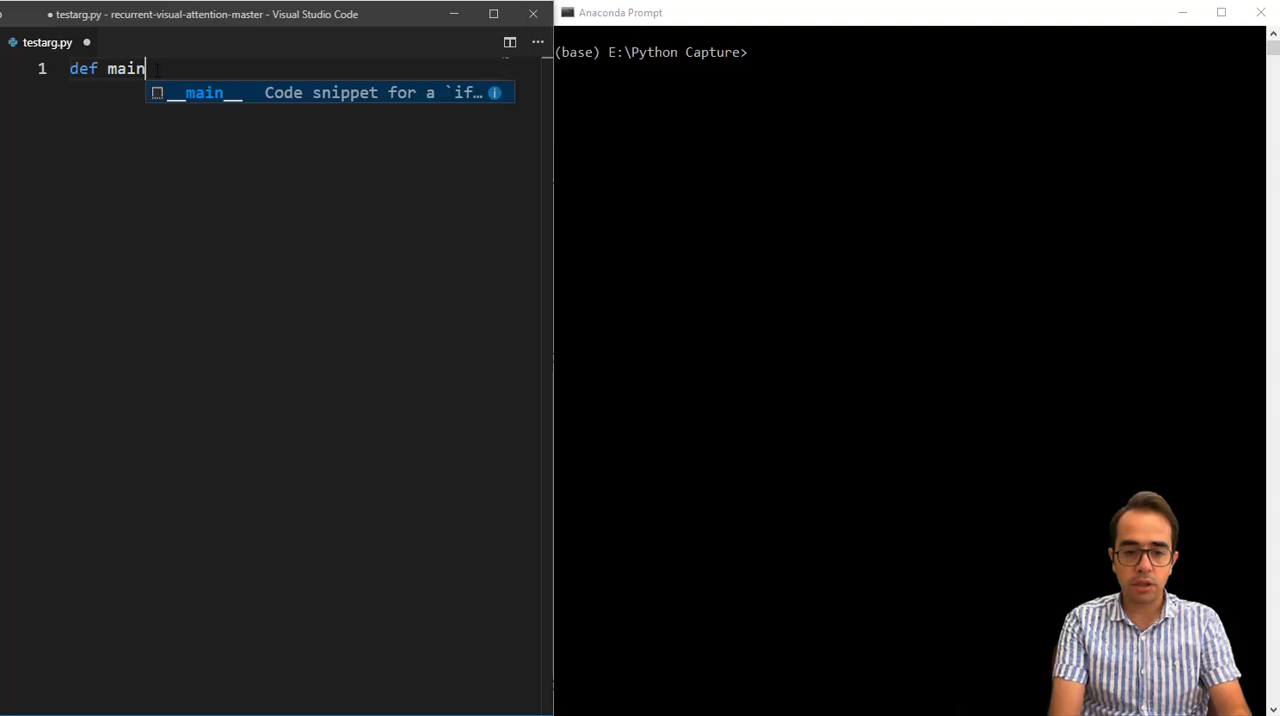 ● testarg.py - recurrent-visual-attention-master - Visual Studio Code
testarg.py ●
1 def main
__main__ Code snippet for a `if…
Anaconda Prompt
(base) E:\Python Capture>